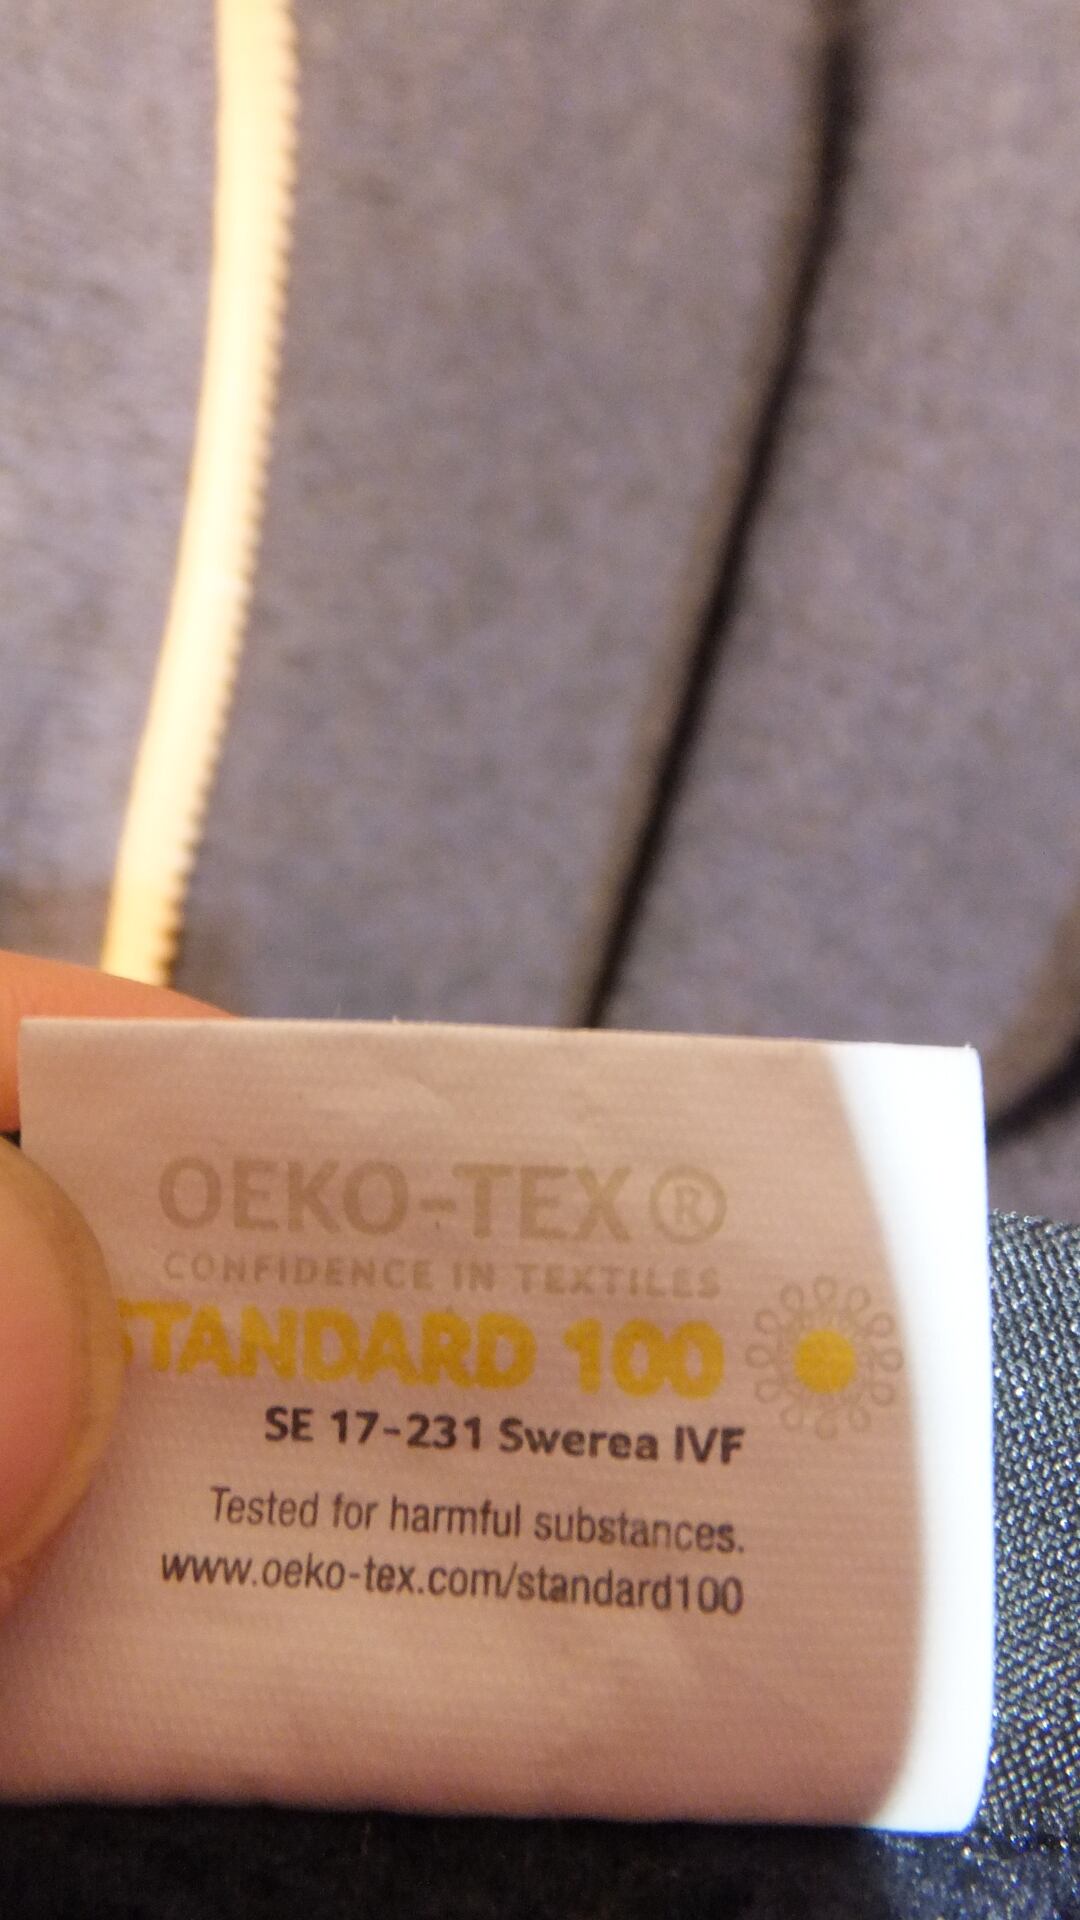 OEKO-TEX®
CONFIDENCE IN TEXTILES
STANDARD 100
SE 17-231 Swerea IVF
Tested for harmful substances.
www.oeko-tex.com/standard100